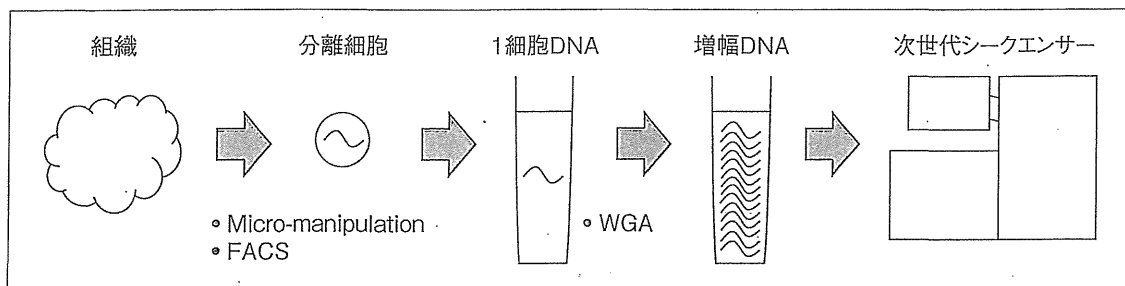 組織
分離細胞
1細胞DNA
増幅DNA
次世代シークエンサー
• Micro-manipulation
• FACS
• WGA